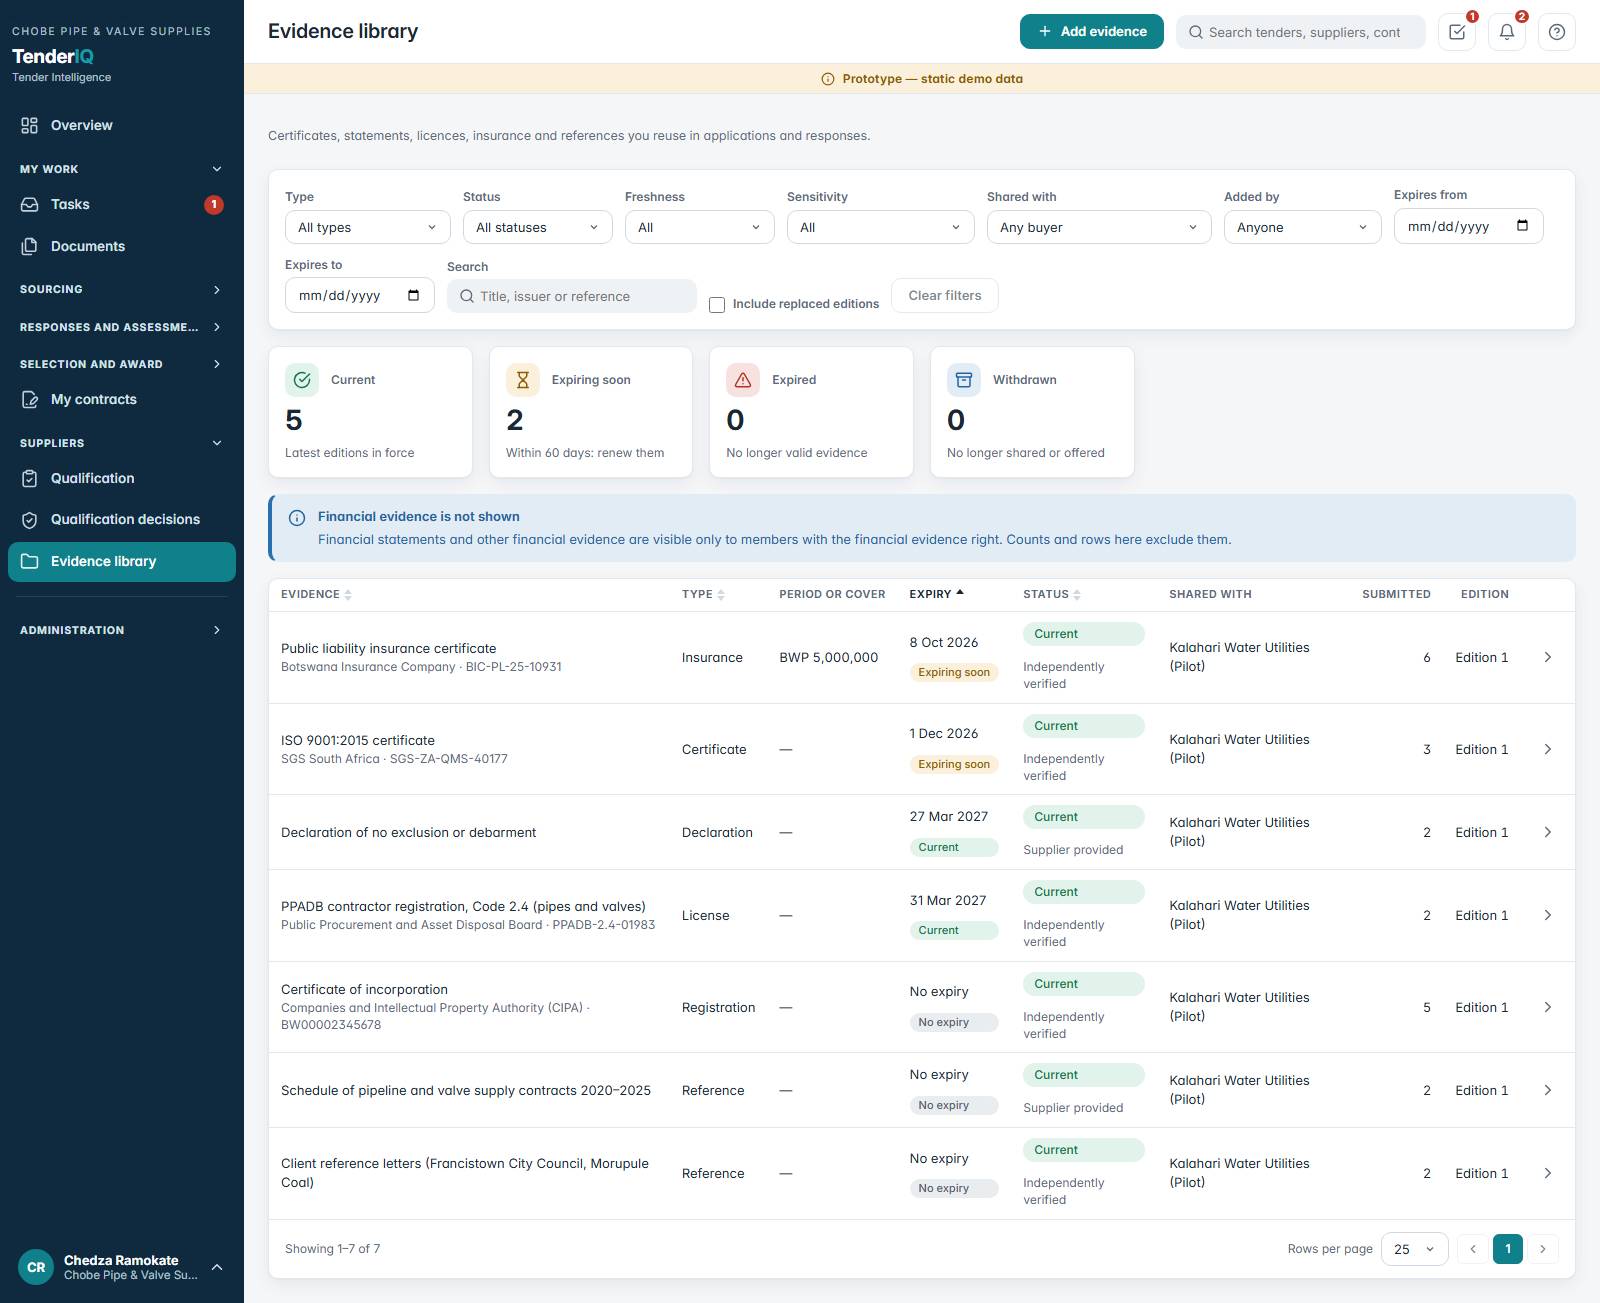 CHOBE PIPE & VALVE SUPPLIES
TenderIQ
Tender Intelligence
Overview
MY WORK
Tasks
1
Documents
SOURCING
RESPONSES AND ASSESSME...
SELECTION AND AWARD
My contracts
SUPPLIERS
Qualification
Qualification decisions
Evidence library
ADMINISTRATION
CR
Chedza Ramokate
Chobe Pipe & Valve Su...
Evidence library
Add evidence
Search tenders, suppliers, cont
1
2
Prototype — static demo data
Certificates, statements, licences, insurance and references you reuse in applications and responses.
Type
Status
Freshness
Sensitivity
Shared with
Added by
Expires from
All types
All statuses
All
All
Any buyer
Anyone
mm/dd/yyyy
Expires to
Search
mm/dd/yyyy
Title, issuer or reference
Include replaced editions
Clear filters
Current
5
Latest editions in force
Expiring soon
2
Within 60 days: renew them
Expired
0
No longer valid evidence
Withdrawn
0
No longer shared or offered
Financial evidence is not shown
Financial statements and other financial evidence are visible only to members with the financial evidence right. Counts and rows here exclude them.
EVIDENCE TYPE PERIOD OR COVER EXPIRY STATUS SHARED WITH SUBMITTED EDITION
Public liability insurance certificate
Botswana Insurance Company · BIC-PL-25-10931
Insurance
BWP 5,000,000
8 Oct 2026
Expiring soon
Current
Independently
verified
Kalahari Water Utilities
(Pilot)
6
Edition 1
ISO 9001:2015 certificate
SGS South Africa · SGS-ZA-QMS-40177
Certificate
—
1 Dec 2026
Expiring soon
Current
Independently
verified
Kalahari Water Utilities
(Pilot)
3
Edition 1
Declaration of no exclusion or debarment
Declaration
—
27 Mar 2027
Current
Current
Supplier provided
Kalahari Water Utilities
(Pilot)
2
Edition 1
PPADB contractor registration, Code 2.4 (pipes and valves)
Public Procurement and Asset Disposal Board · PPADB-2.4-01983
License
—
31 Mar 2027
Current
Current
Independently
verified
Kalahari Water Utilities
(Pilot)
2
Edition 1
Certificate of incorporation
Companies and Intellectual Property Authority (CIPA) ·
BW00002345678
Registration
—
No expiry
No expiry
Current
Independently
verified
Kalahari Water Utilities
(Pilot)
5
Edition 1
Schedule of pipeline and valve supply contracts 2020–2025
Reference
—
No expiry
No expiry
Current
Supplier provided
Kalahari Water Utilities
(Pilot)
2
Edition 1
Client reference letters (Francistown City Council, Morupule
Coal)
Reference
—
No expiry
No expiry
Current
Independently
verified
Kalahari Water Utilities
(Pilot)
2
Edition 1
Showing 1–7 of 7
Rows per page
25
1